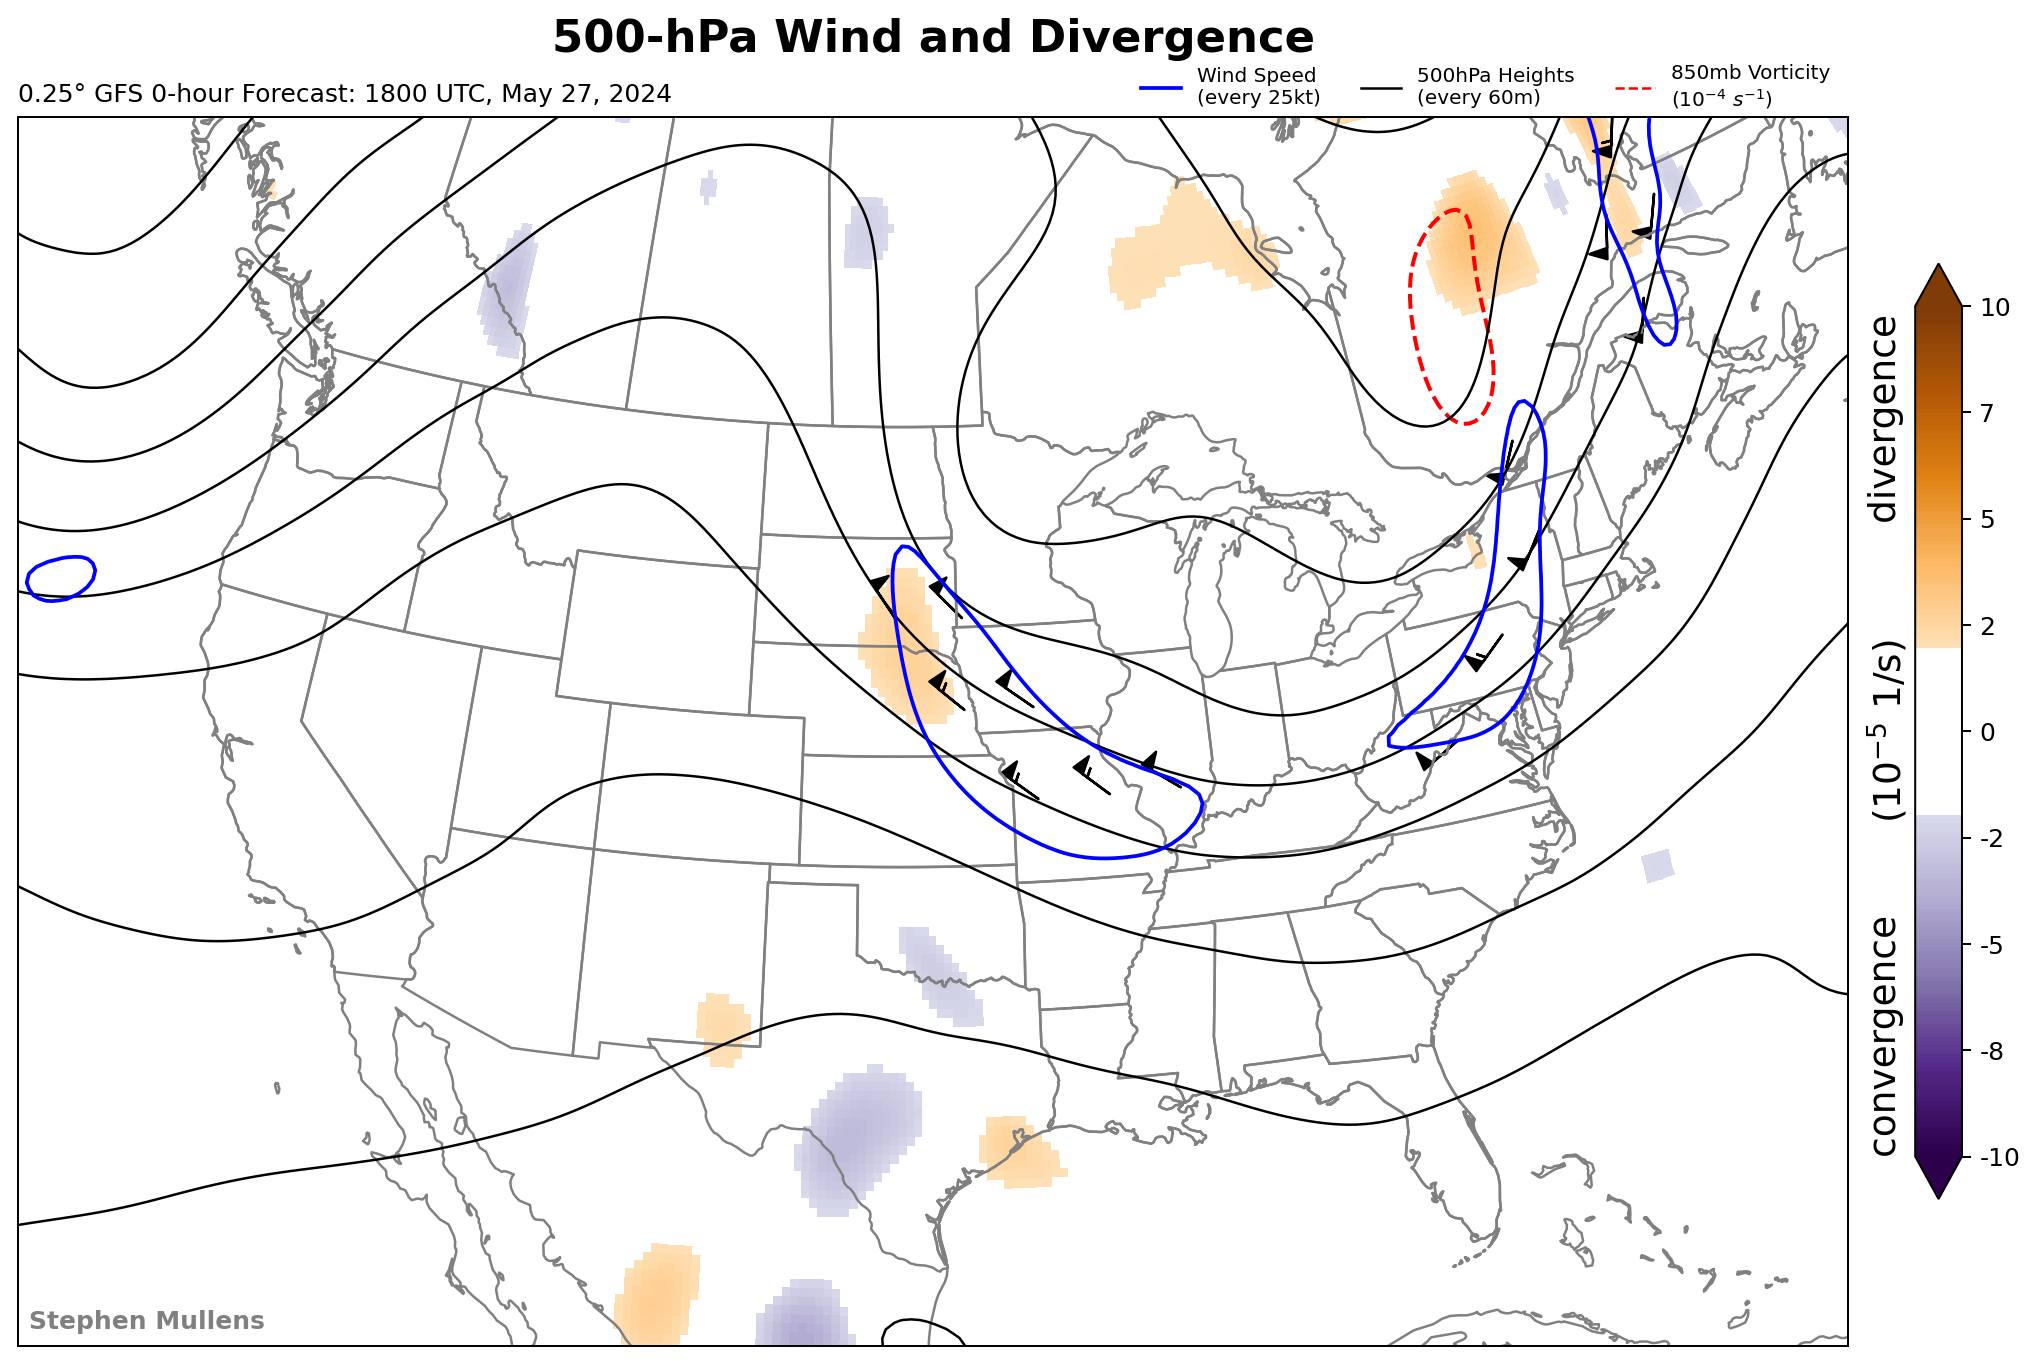 500-hPa Wind and Divergence
0.25° GFS 0-hour Forecast: 1800 UTC, May 27, 2024
Wind Speed
(every 25kt)
500hPa Heights
(every 60m)
850mb Vorticity
(10⁻⁴ s⁻¹)
10
7
5
2
0
-2
-5
-8
-10
convergence (10⁻⁵ 1/s) divergence
Stephen Mullens